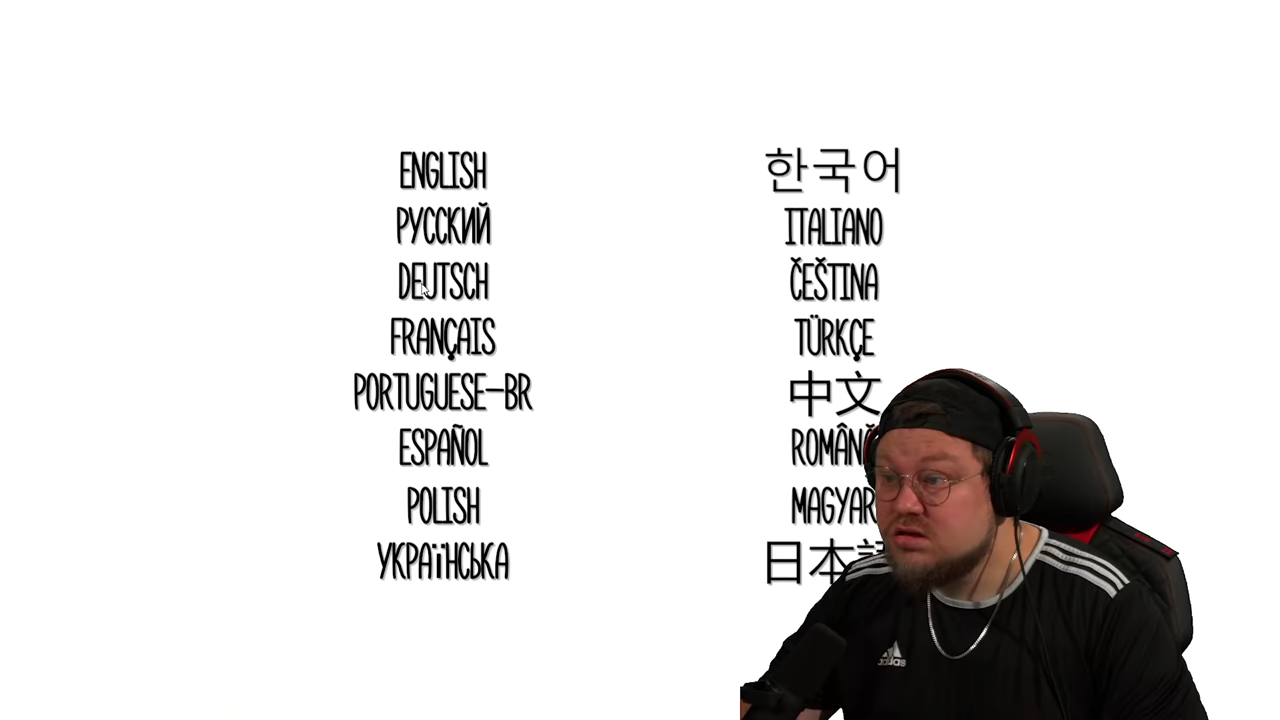 ENGLISH
РУССКИЙ
DEUTSCH
FRANÇAIS
PORTUGUESE-BR
ESPAÑOL
POLISH
УКРАїНСЬКА
한국어
ITALIANO
ČEŠTINA
TÜRKÇE
中文
MAGYAR
adidas